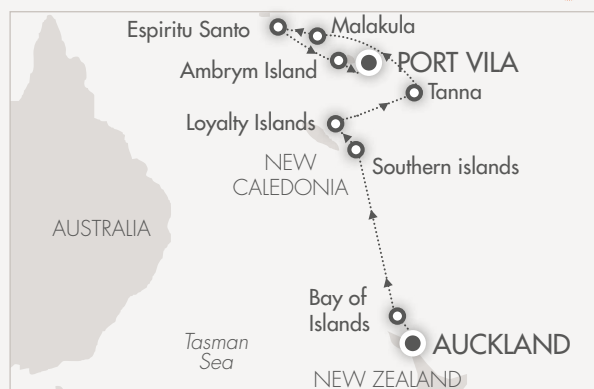 Espiritu Santo
Malakula
Ambrym Island
PORT VILA
Tanna
Loyalty Islands
NEW
CALEDONIA
Southern islands
AUSTRALIA
Bay of
Islands
Tasman
Sea
AUCKLAND
NEW ZEALAND